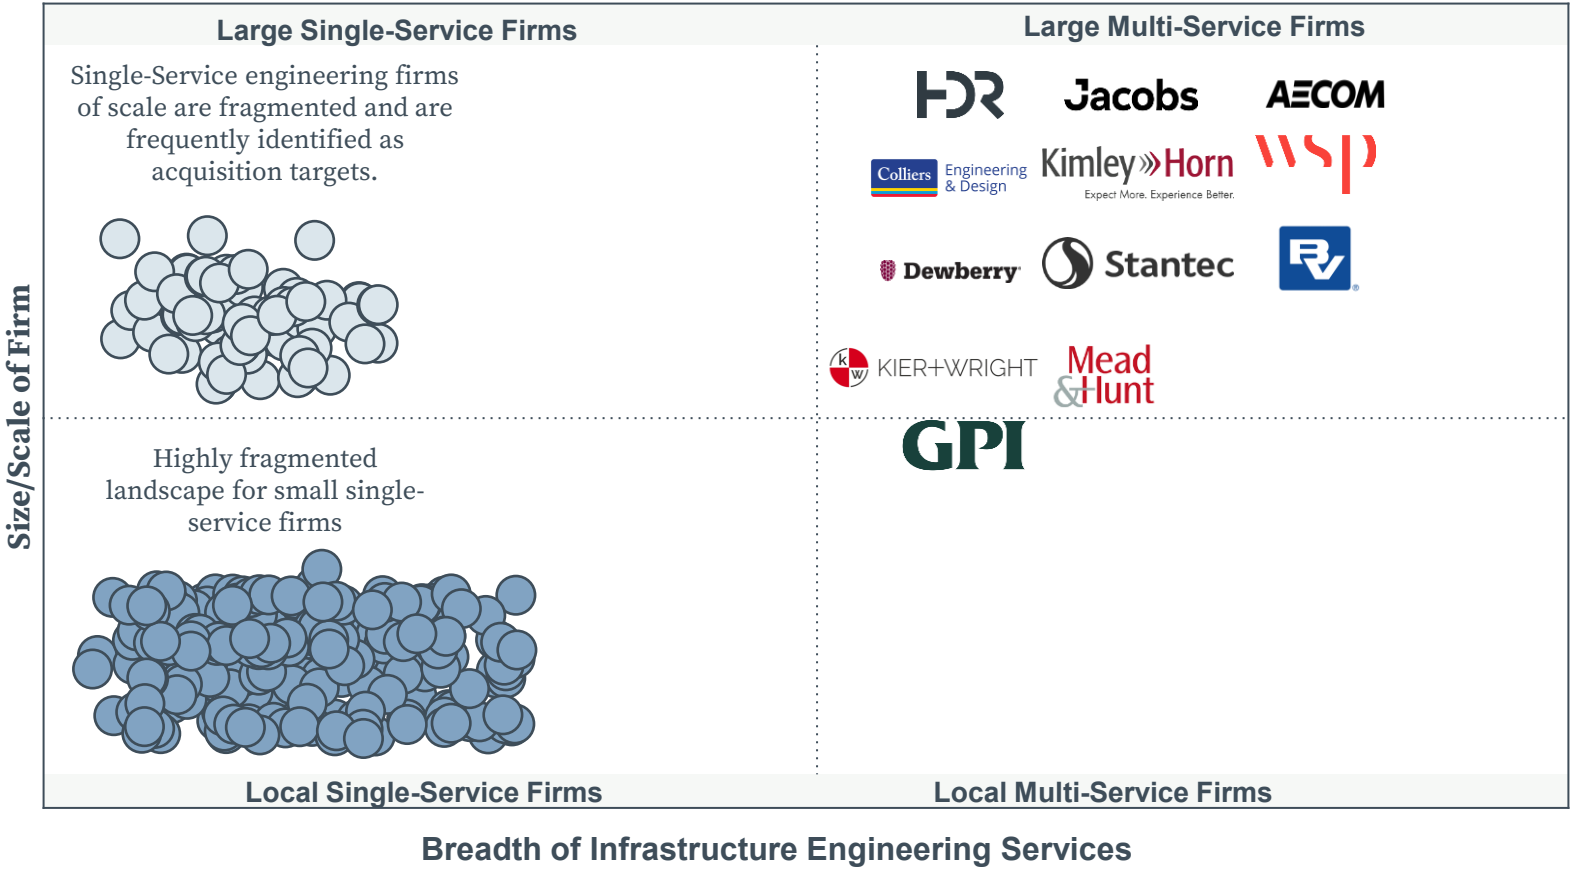 Large Single-Service Firms
Large Multi-Service Firms
Single-Service engineering firms
of scale are fragmented and are
frequently identified as
acquisition targets.
HDR
Jacobs
AECOM
Colliers
Engineering
& Design
Kimley»Horn
Expect More. Experience Better.
wsp
Dewberry
Stantec
BV
®
k
w
KIER+WRIGHT
Mead
&Hunt
GPI
Size/Scale of Firm
Highly fragmented
landscape for small single-
service firms
Local Single-Service Firms
Local Multi-Service Firms
Breadth of Infrastructure Engineering Services